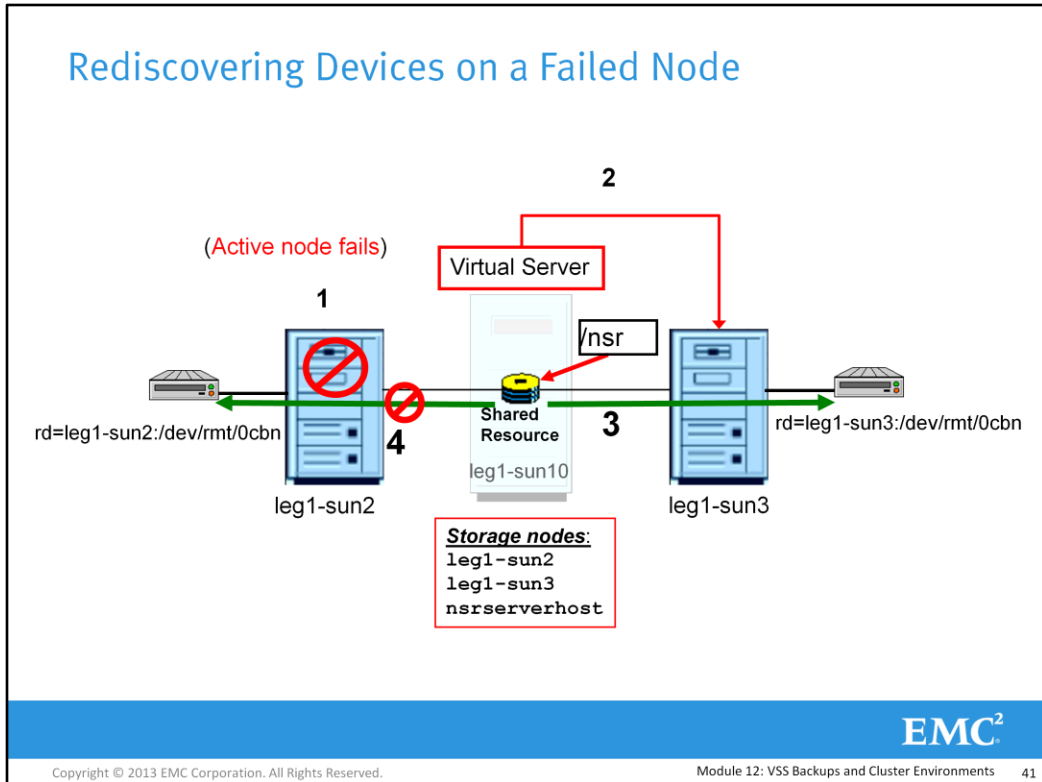 Rediscovering Devices on a Failed Node
2
(Active node fails)
Virtual Server
1
/nsr
Shared
Resource
3
rd=leg1-sun2:/dev/rmt/0cbn
4
rd=leg1-sun3:/dev/rmt/0cbn
leg1-sun10
leg1-sun2
leg1-sun3
Storage nodes:
leg1-sun2
leg1-sun3
nsrserverhost
EMC²
Copyright © 2013 EMC Corporation. All Rights Reserved.
Module 12: VSS Backups and Cluster Environments 41